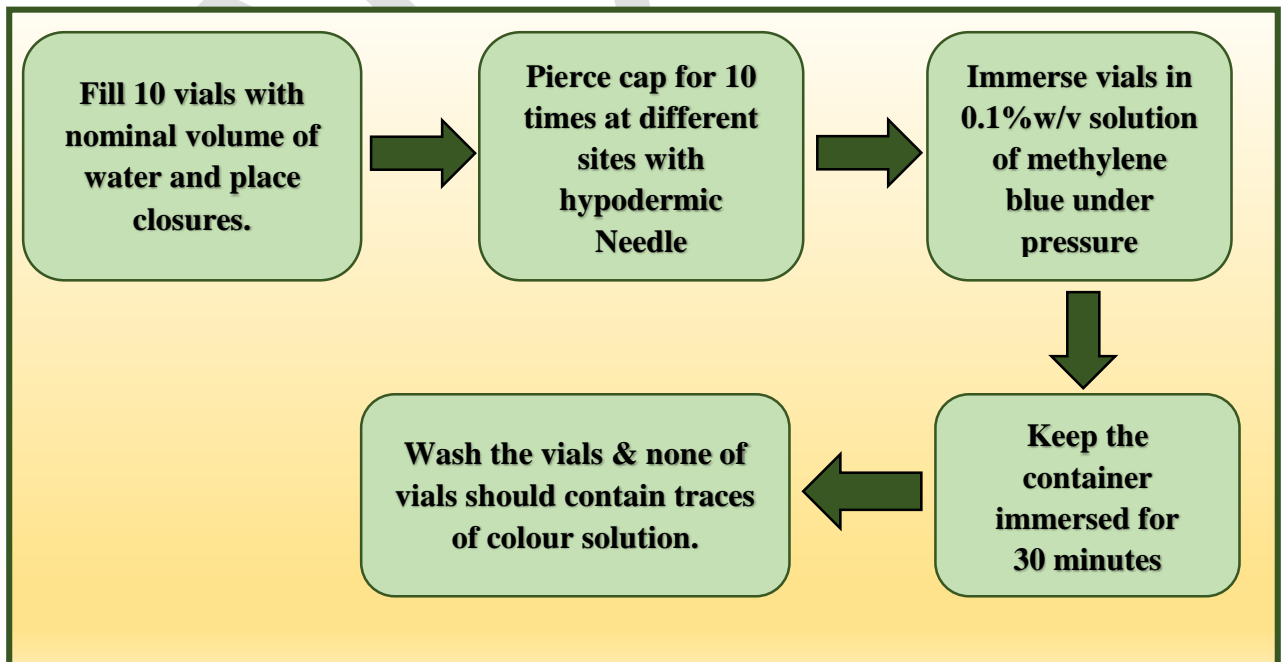 Fill 10 vials with
nominal volume of
water and place
closures.
Pierce cap for 10
times at different
sites with
hypodermic
Needle
Immerse vials in
0.1%w/v solution
of methylene
blue under
pressure
Keep the
container
immersed for
30 minutes
Wash the vials & none of
vials should contain traces
of colour solution.